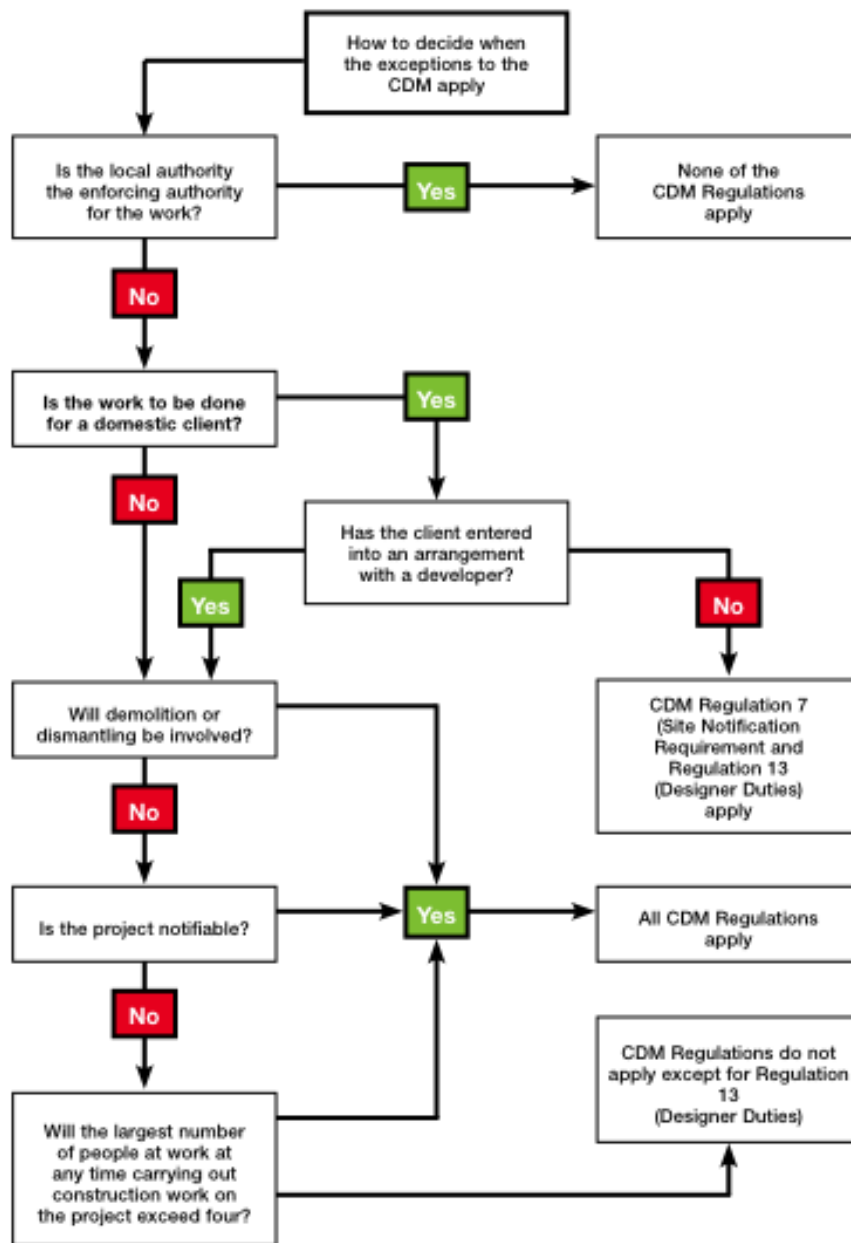 How to decide when
the exceptions to the
CDM apply
Is the local authority
the enforcing authority
for the work?
Yes
None of the
CDM Regulations
apply
No
Is the work to be done
for a domestic client?
Yes
No
Has the client entered
into an arrangement
with a developer?
Yes
No
Will demolition or
dismantling be involved?
CDM Regulation 7
(Site Notification
Requirement and
Regulation 13
(Designer Duties)
apply
No
Is the project notifiable?
Yes
All CDM Regulations
apply
No
CDM Regulations do not
apply except for Regulation
13
(Designer Duties)
Will the largest number
of people at work at
any time carrying out
construction work on
the project exceed four?